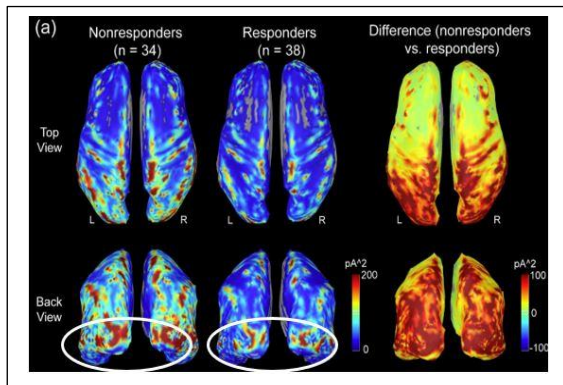 (a)
Nonresponders
(n = 34)
Responders
(n = 38)
Difference (nonresponders
vs. responders)
Top
View
L
R
L
R
L
R
Back
View
pA^2
200
0
pA^2
100
0
-100